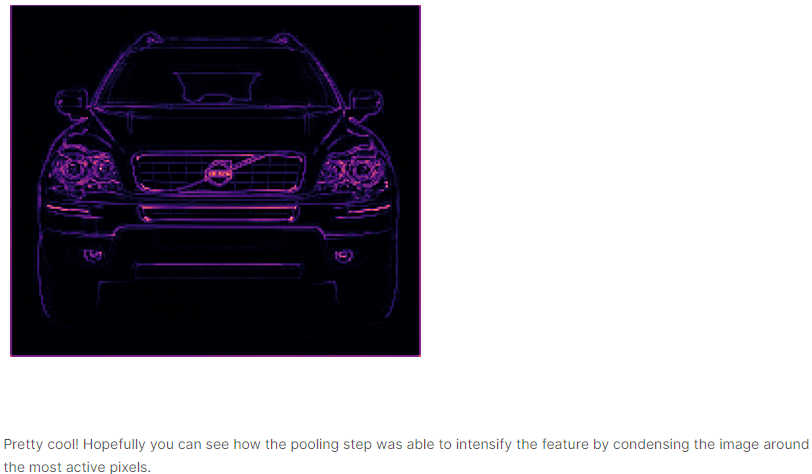 Pretty cool! Hopefully you can see how the pooling step was able to intensify the feature by condensing the image around
the most active pixels.